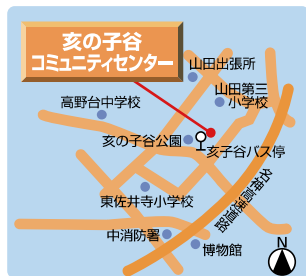 亥の子谷
コミュニティセンター
山田出張所
山田第三
小学校
高野台中学校
亥の子谷公園
亥子谷バス停
名神高速道路
東佐井寺小学校
中消防署
博物館
N